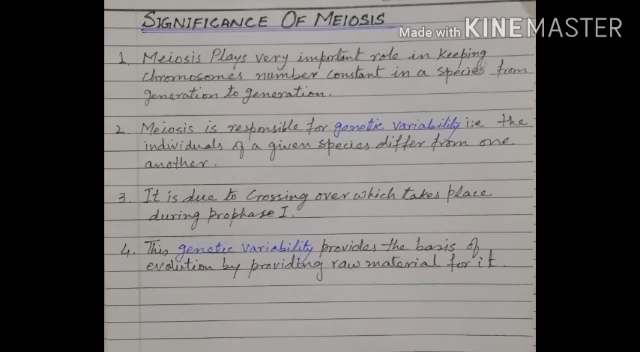 SIGNIFICANCE OF MEIOSIS
Made with KINEMASTER
1. Meiosis Plays very important role in keeping
chromosomes number constant in a species from
generation to generation.
2. Meiosis is responsible for genetic variability i:e the
individuals of a given species differ from one
another.
3. It is due to Crossing over which takes place
during prophase I.
4. This genetic variability provides the basis of
evolution by providing raw material for it.